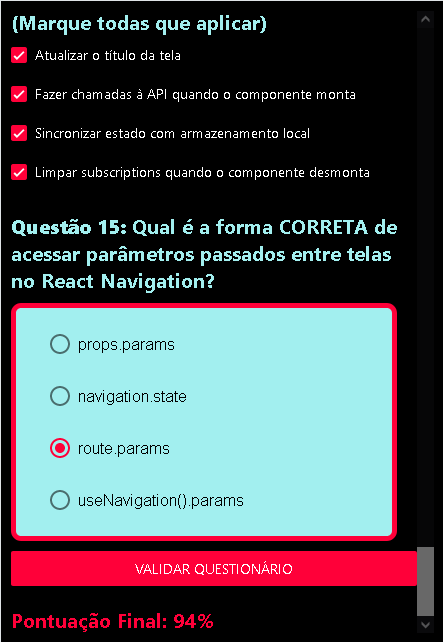 (Marque todas que aplicar)
Atualizar o título da tela
Fazer chamadas à API quando o componente monta
Sincronizar estado com armazenamento local
Limpar subscriptions quando o componente desmonta
Questão 15: Qual é a forma CORRETA de
acessar parâmetros passados entre telas
no React Navigation?
props.params
navigation.state
route.params
useNavigation().params
VALIDAR QUESTIONÁRIO
Pontuação Final: 94%